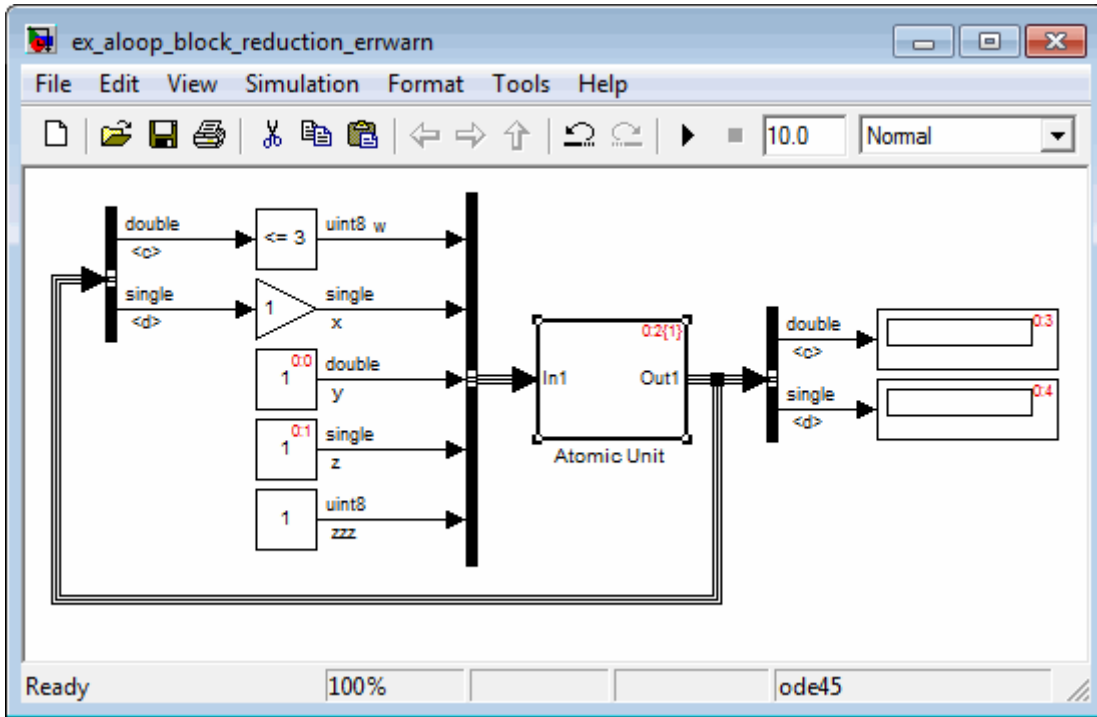 ex_aloop_block_reduction_errwarn
File Edit View Simulation Format Tools Help
10.0 Normal
double
<c>
<= 3
uint8 w
single
<d>
1
single
x
0:0
1
double
y
0:1
1
single
z
1
uint8
zzz
0:2{1}
In1 Out1
Atomic Unit
double
<c>
0:3
single
<d>
0:4
Ready 100% ode45